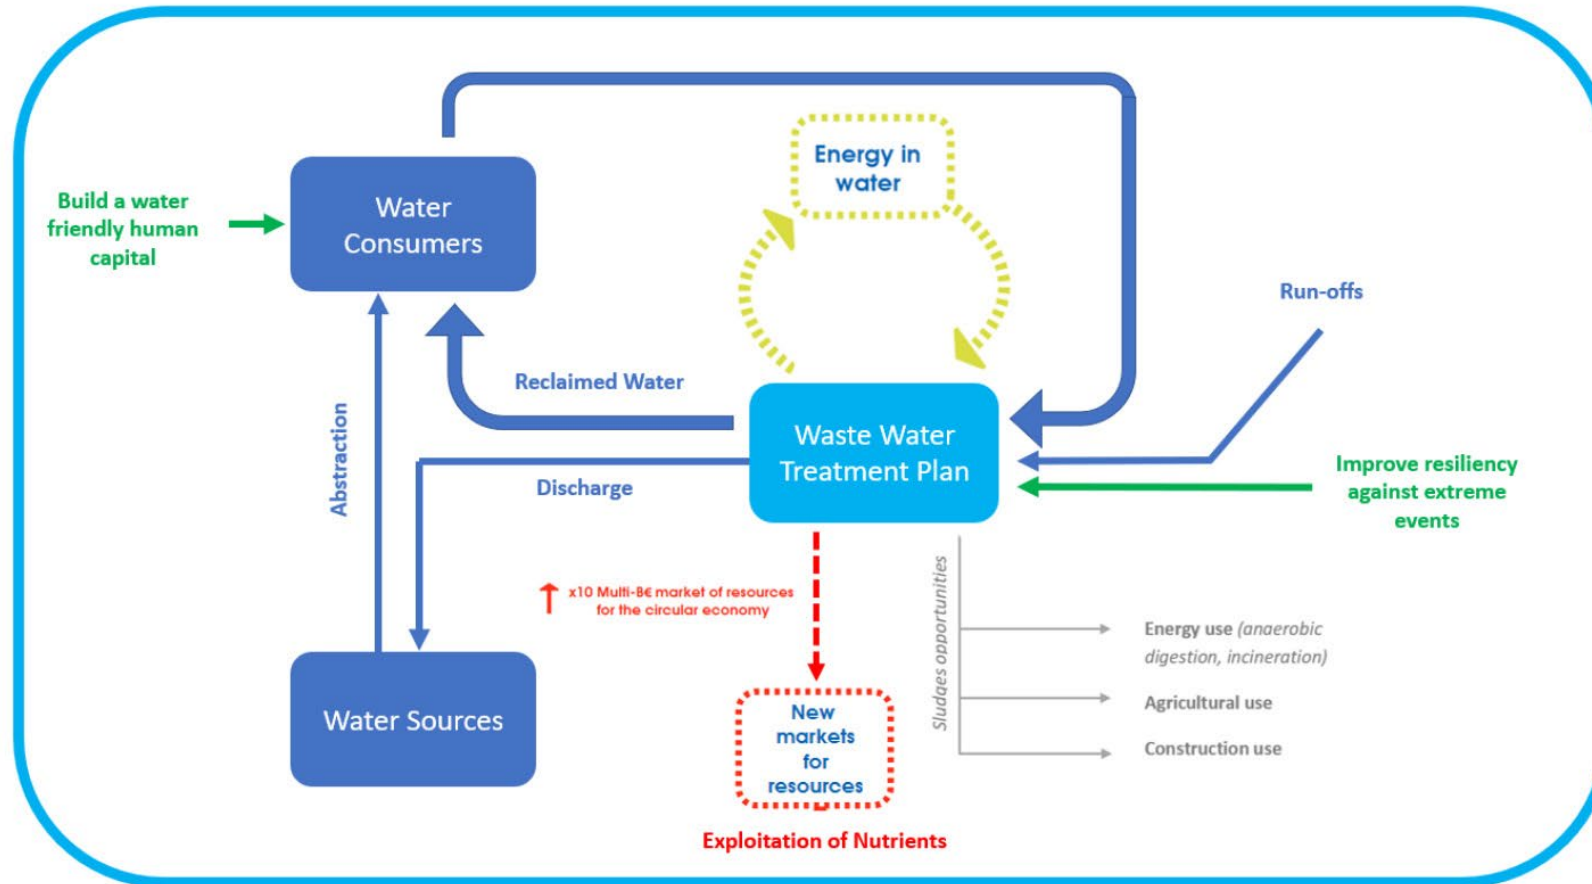 Energy in
water
Build a water
friendly human
capital
Water
Consumers
Run-offs
Reclaimed Water
Abstraction
Waste Water
Treatment Plan
Discharge
Improve resiliency
against extreme
events
x10 Multi-B€ market of resources
for the circular economy
Sludges opportunities
Energy use (anaerobic
digestion, incineration)
Agricultural use
Construction use
Water Sources
New
markets
for
resources
Exploitation of Nutrients